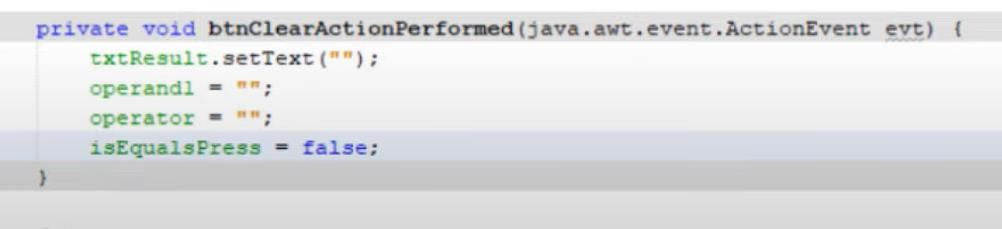 private void btnClearActionPerformed(java.awt.event.ActionEvent evt) {
txtResult.setText("");
operand1 = "";
operator = "";
isEqualsPress = false;
}